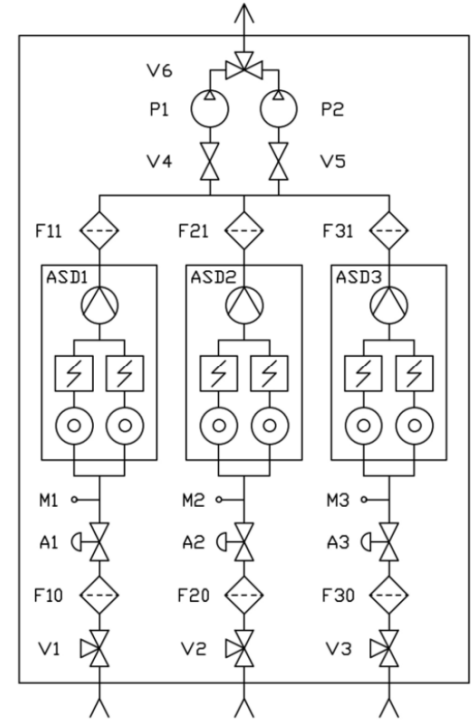 V6
P1 P2
V4 V5
F11 F21 F31
ASD1 ASD2 ASD3
M1 M2 M3
A1 A2 A3
F10 F20 F30
V1 V2 V3